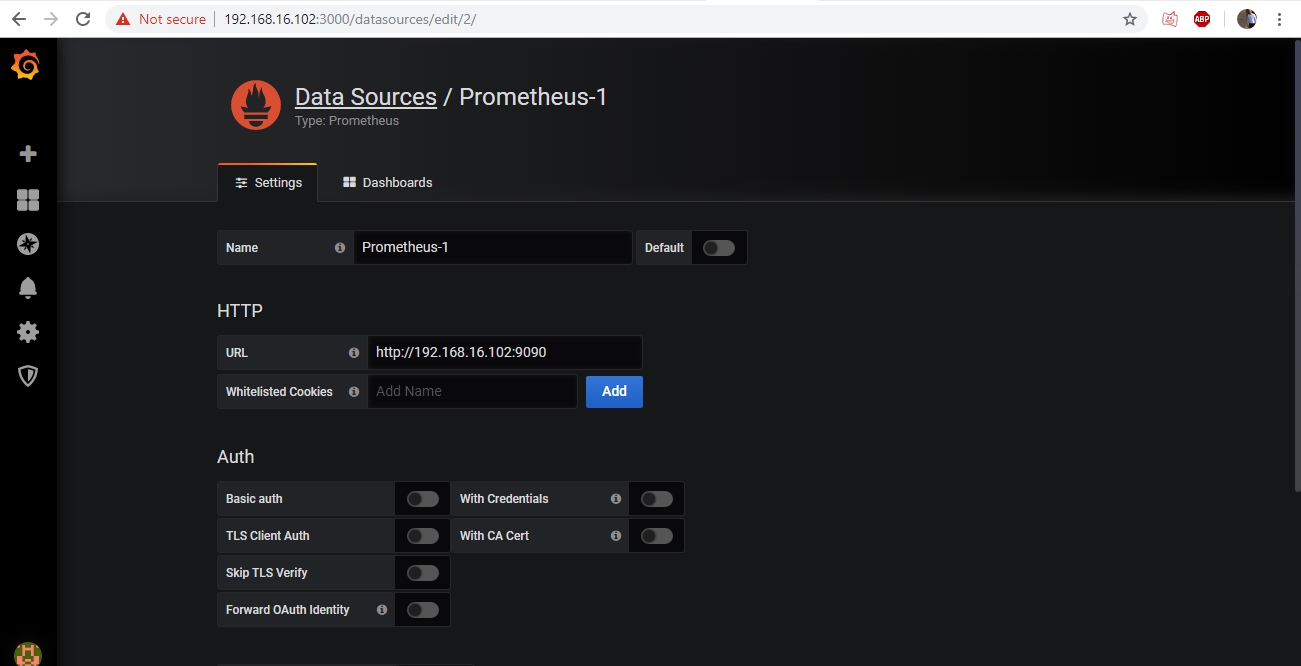 Not secure | 192.168.16.102:3000/datasources/edit/2/
ABP
Data Sources / Prometheus-1
Type: Prometheus
Settings Dashboards
Name Prometheus-1 Default
HTTP
URL http://192.168.16.102:9090
Whitelisted Cookies Add Name Add
Auth
Basic auth With Credentials
TLS Client Auth With CA Cert
Skip TLS Verify
Forward OAuth Identity